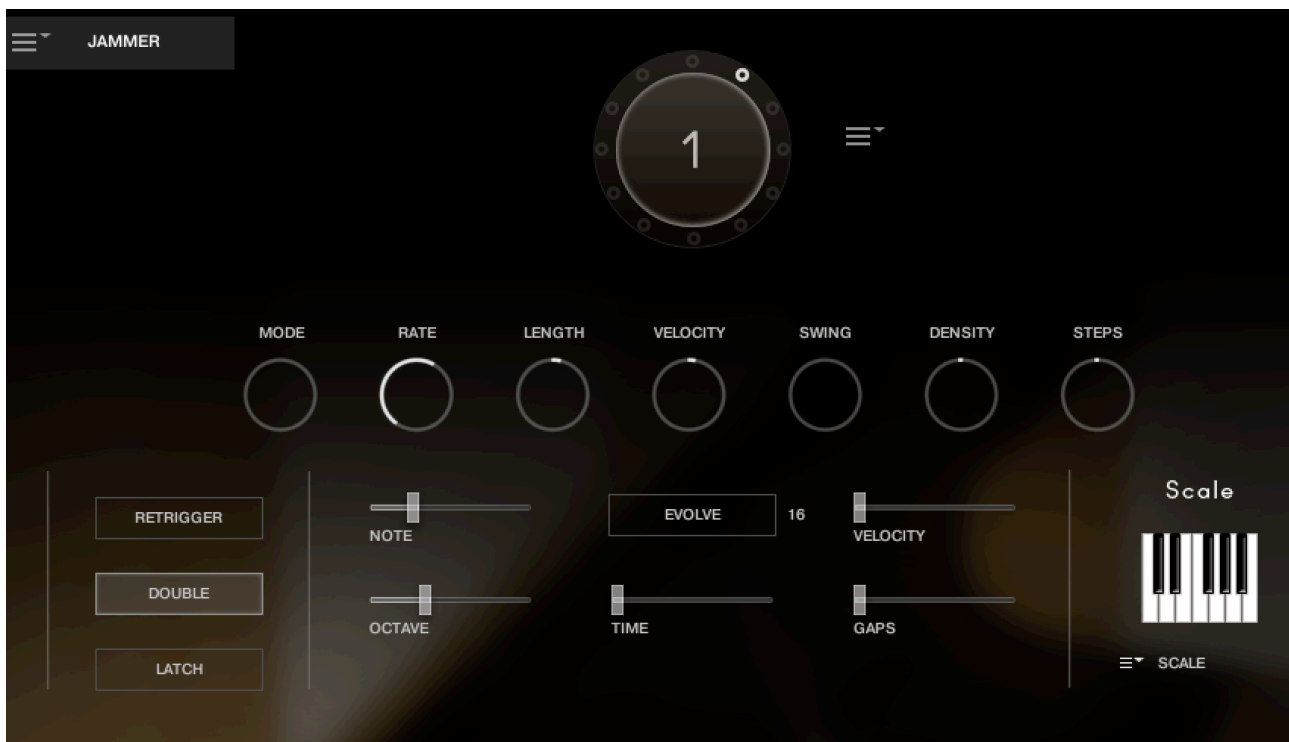 JAMMER
1
MODE RATE LENGTH VELOCITY SWING DENSITY STEPS
RETRIGGER
DOUBLE
LATCH
NOTE
OCTAVE
EVOLVE 16
TIME
VELOCITY
GAPS
Scale
SCALE